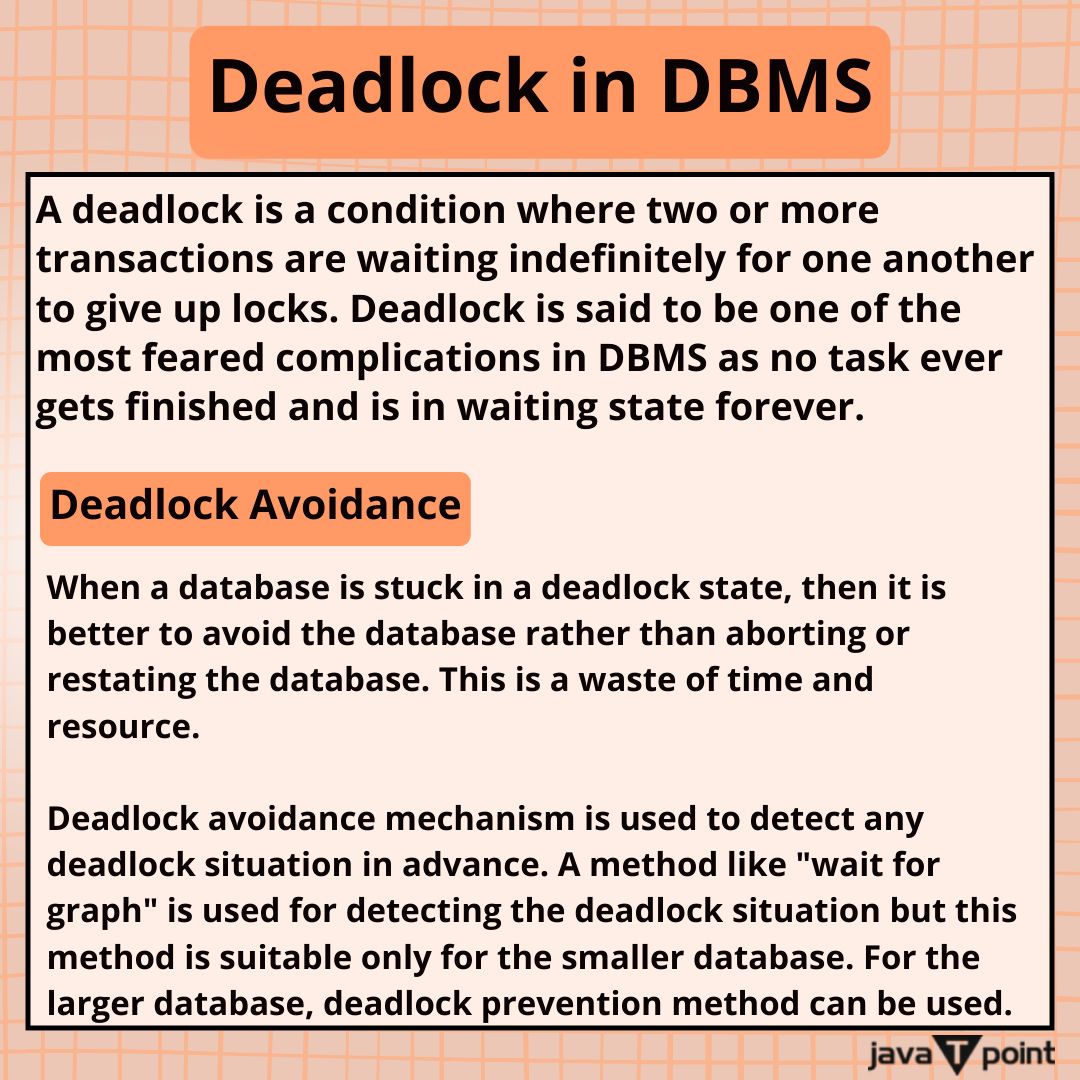 Deadlock in DBMS
A deadlock is a condition where two or more
transactions are waiting indefinitely for one another
to give up locks. Deadlock is said to be one of the
most feared complications in DBMS as no task ever
gets finished and is in waiting state forever.
Deadlock Avoidance
When a database is stuck in a deadlock state, then it is
better to avoid the database rather than aborting or
restating the database. This is a waste of time and
resource.
Deadlock avoidance mechanism is used to detect any
deadlock situation in advance. A method like "wait for
graph" is used for detecting the deadlock situation but this
method is suitable only for the smaller database. For the
larger database, deadlock prevention method can be used.
java T point